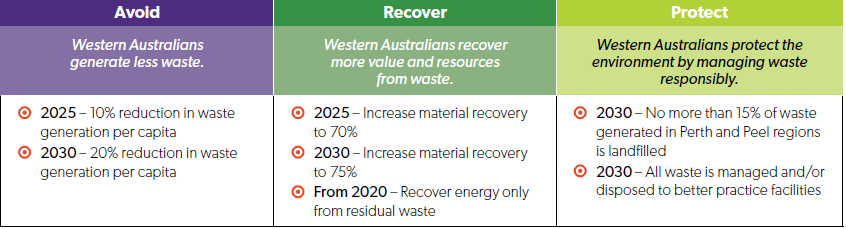 Avoid
Western Australians
generate less waste.
2025 – 10% reduction in waste
generation per capita
2030 – 20% reduction in waste
generation per capita
Recover
Western Australians recover
more value and resources
from waste.
2025 – Increase material recovery
to 70%
2030 – Increase material recovery
to 75%
From 2020 – Recover energy only
from residual waste
Protect
Western Australians protect the
environment by managing waste
responsibly.
2030 – No more than 15% of waste
generated in Perth and Peel regions
is landfilled
2030 – All waste is managed and/or
disposed to better practice facilities